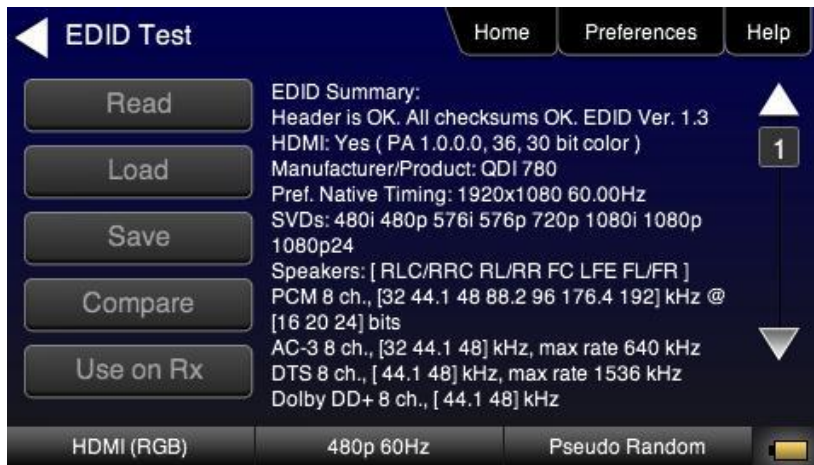 EDID Test
Home
Preferences
Help
Read
Load
Save
Compare
Use on Rx
EDID Summary:
Header is OK. All checksums OK. EDID Ver. 1.3
HDMI: Yes ( PA 1.0.0.0, 36, 30 bit color )
Manufacturer/Product: QDI 780
Pref. Native Timing: 1920x1080 60.00Hz
SVDs: 480i 480p 576i 576p 720p 1080i 1080p
1080p24
Speakers: [ RLC/RRC RL/RR FC LFE FL/FR ]
PCM 8 ch., [32 44.1 48 88.2 96 176.4 192] kHz @
[16 20 24] bits
AC-3 8 ch., [32 44.1 48] kHz, max rate 640 kHz
DTS 8 ch., [ 44.1 48] kHz, max rate 1536 kHz
Dolby DD+ 8 ch., [ 44.1 48] kHz
1
HDMI (RGB)
480p 60Hz
Pseudo Random